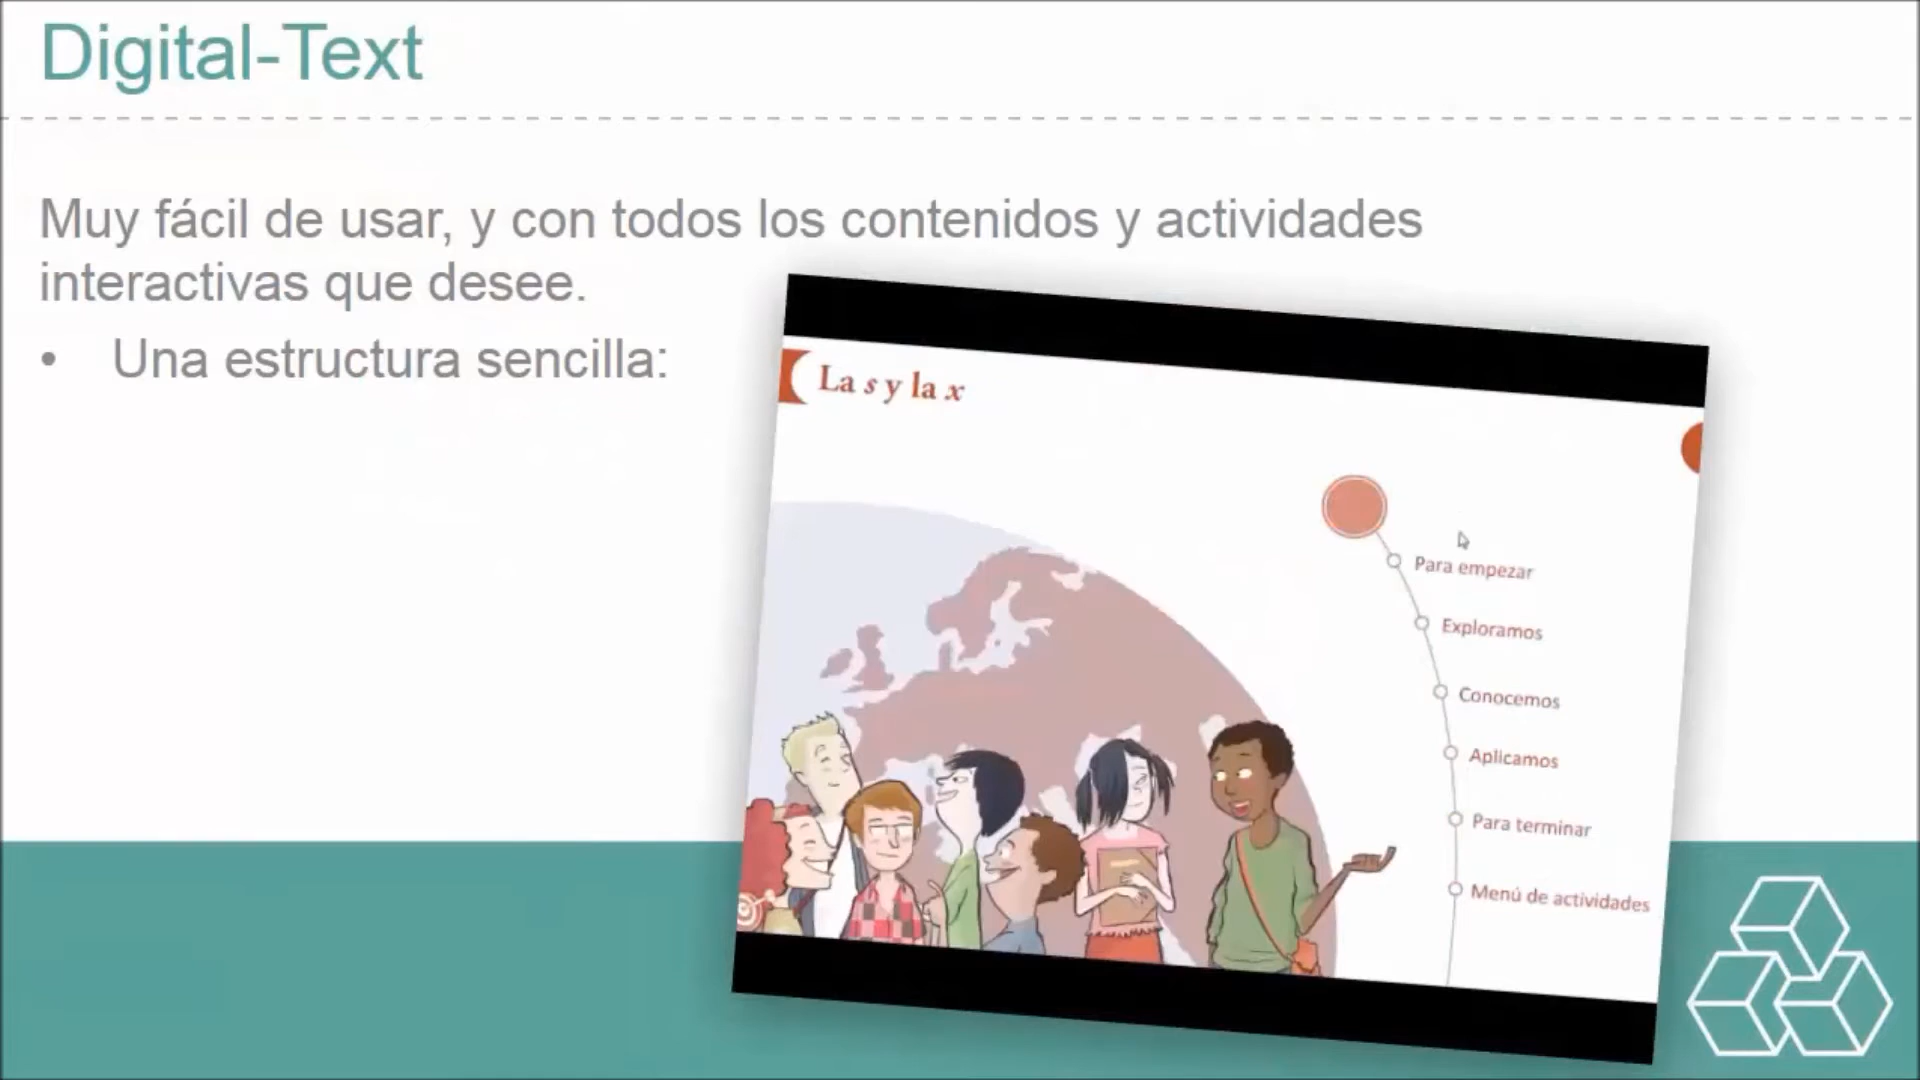 Digital-Text
Muy fácil de usar, y con todos los contenidos y actividades
interactivas que desee.
• Una estructura sencilla:
La s y la x
Para empezar
Exploramos
Conocemos
Aplicamos
Para terminar
Menú de actividades